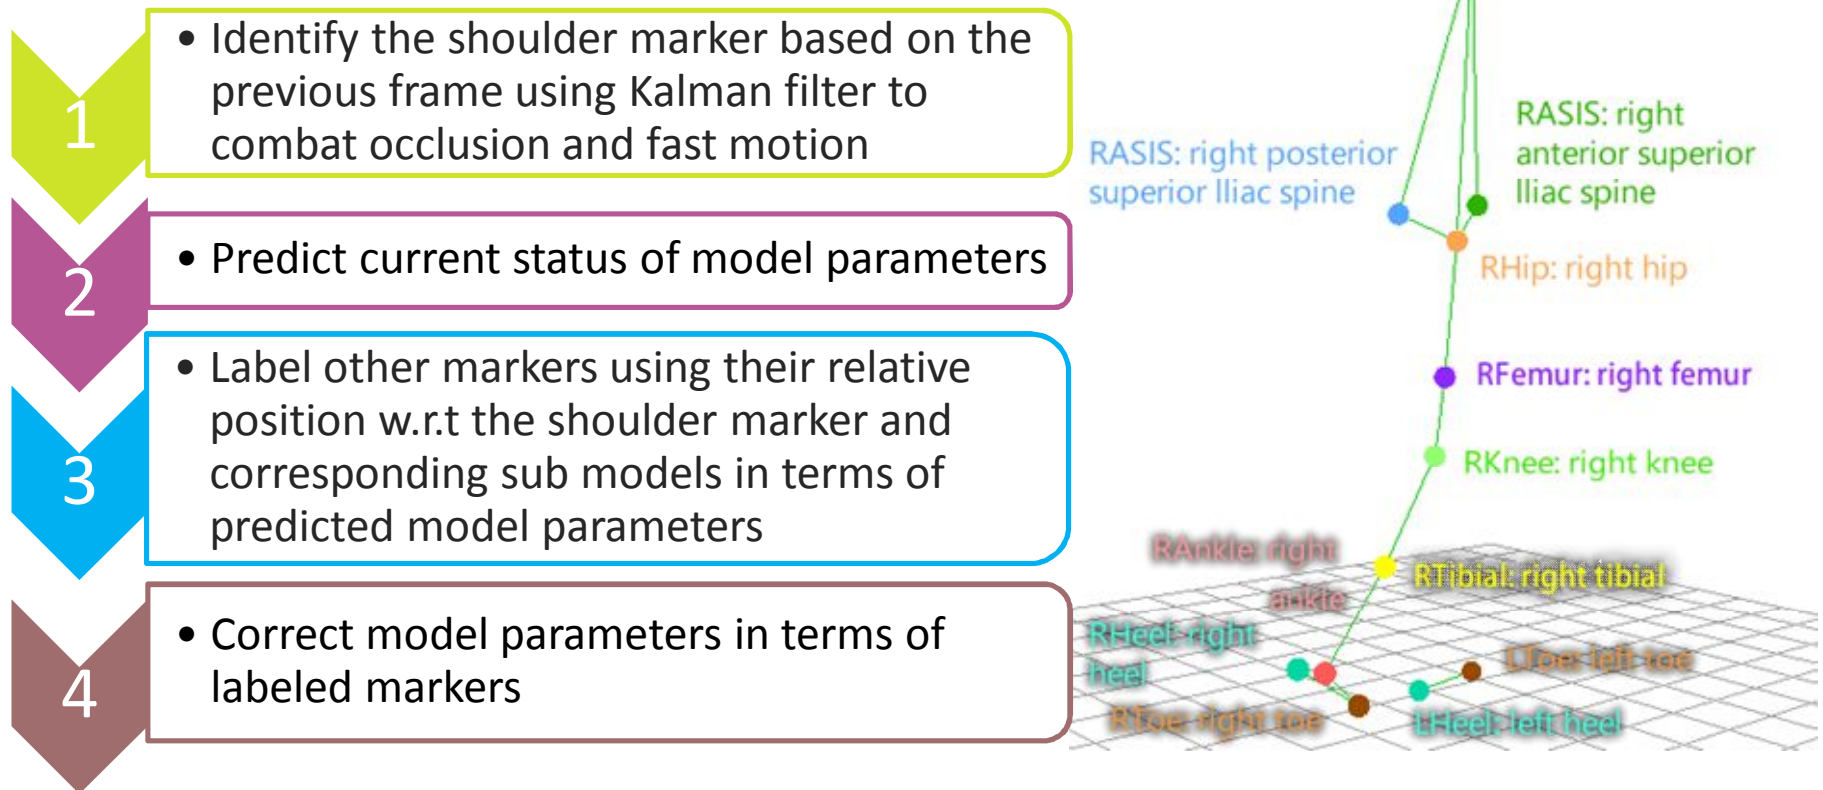 1
• Identify the shoulder marker based on the
previous frame using Kalman filter to
combat occlusion and fast motion
2
• Predict current status of model parameters
3
• Label other markers using their relative
position w.r.t the shoulder marker and
corresponding sub models in terms of
predicted model parameters
4
• Correct model parameters in terms of
labeled markers
RASIS: right posterior
superior lliac spine
RASIS: right
anterior superior
lliac spine
RHip: right hip
RFemur: right femur
RKnee: right knee
RAnkle: right
ankle
RTibial: right tibial
RHeel: right
heel
LToe: left toe
RToe: right toe
LHeel: left heel